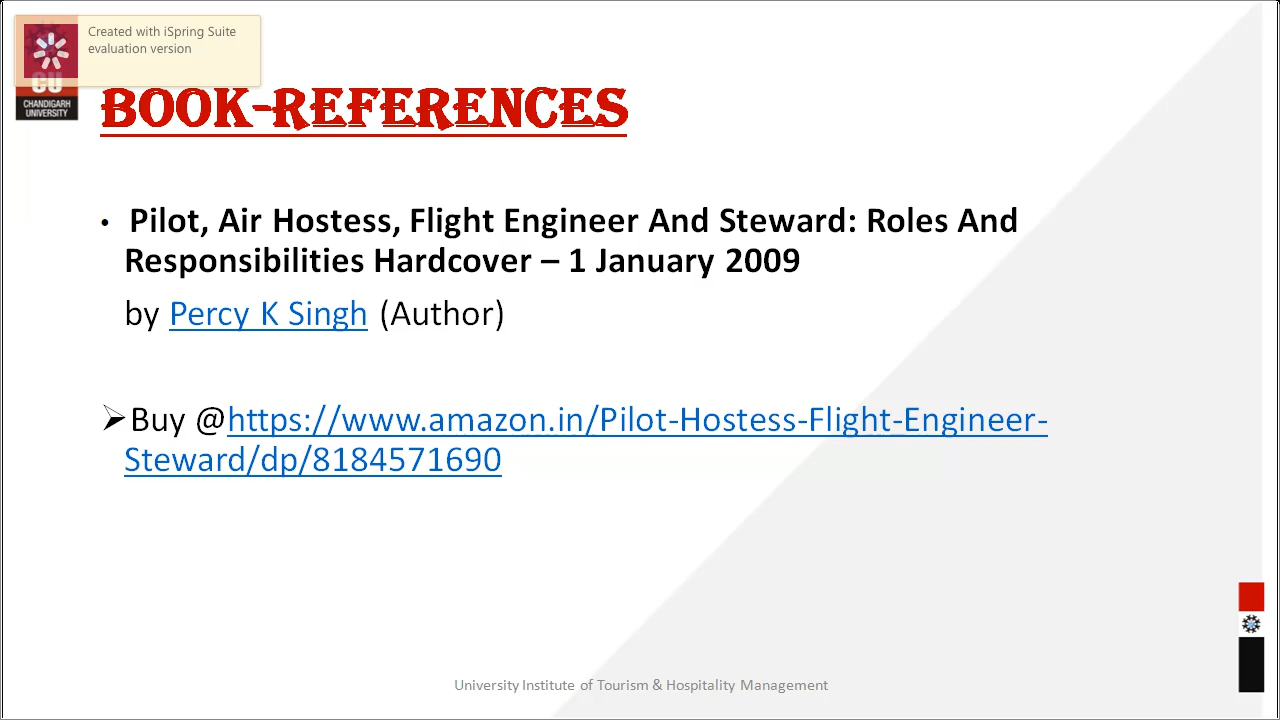 Created with iSpring Suite
evaluation version
CU
CHANDIGARH
UNIVERSITY
BOOK-REFERENCES
• Pilot, Air Hostess, Flight Engineer And Steward: Roles And
Responsibilities Hardcover – 1 January 2009
by Percy K Singh (Author)
➢Buy @https://www.amazon.in/Pilot-Hostess-Flight-Engineer-
Steward/dp/8184571690
University Institute of Tourism & Hospitality Management